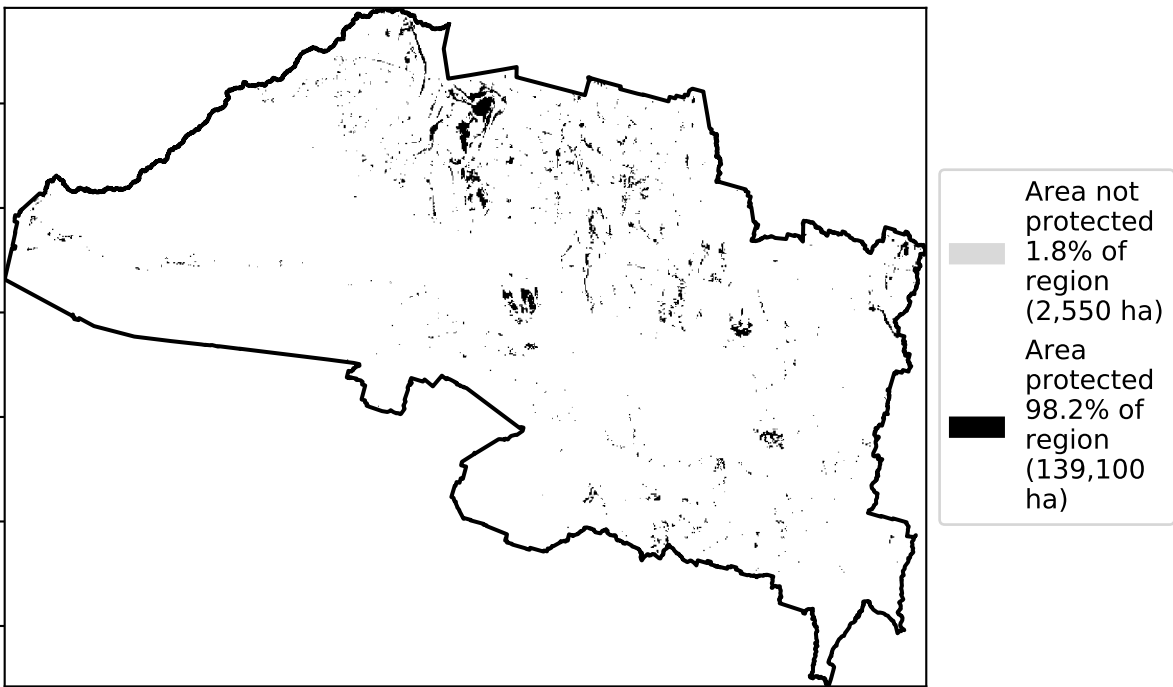 Area not
protected
1.8% of
region
(2,550 ha)
Area
protected
98.2% of
region
(139,100
ha)